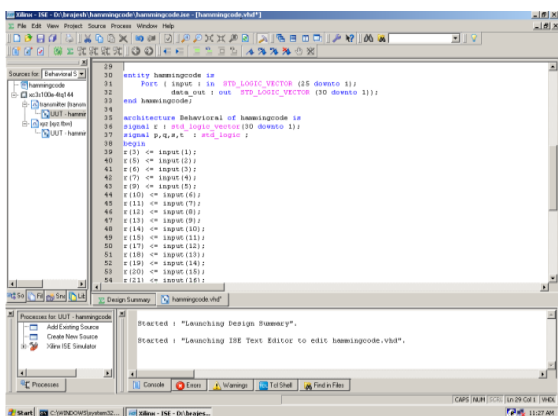 Xilinx - ISE - D:\brajesh\hammingcode\hammingcode.ise - [hammingcode.vhd*]
File Edit View Project Source Process Window Help
Sources for: Behavioral S
hammingcode
xc3s100e-4tq144
UUT - hammin
UUT - hammin
29
30 entity hammingcode is
31 Port ( input : in STD_LOGIC_VECTOR (25 downto 1);
32 data_out : out STD_LOGIC_VECTOR (30 downto 1));
33 end hammingcode;
34
35 architecture Behavioral of hammingcode is
36 signal r : std_logic_vector(30 downto 1);
37 signal p,q,s,t : std_logic ;
38 begin
39 r(3) <= input(1);
40 r(5) <= input(2);
41 r(6) <= input(3);
42 r(7) <= input(4);
43 r(9) <= input(5);
44 r(10) <= input(6);
45 r(11) <= input(7);
46 r(12) <= input(8);
47 r(13) <= input(9);
48 r(14) <= input(10);
49 r(15) <= input(11);
50 r(17) <= input(12);
51 r(18) <= input(13);
52 r(19) <= input(14);
53 r(20) <= input(15);
54 r(21) <= input(16);
Design Summary hammingcode.vhd*
Processes for: UUT - hammingcode
Add Existing Source
Create New Source
Xilinx ISE Simulator
Processes
Started : "Launching Design Summary".
Started : "Launching ISE Text Editor to edit hammingcode.vhd".
Console Errors Warnings Tcl Shell Find in Files
CAPS NUM SCRL Ln 29 Col 1 VHDL
Start C:\WINDOWS\system32... Xilinx - ISE - D:\brajes... 11:27 AM